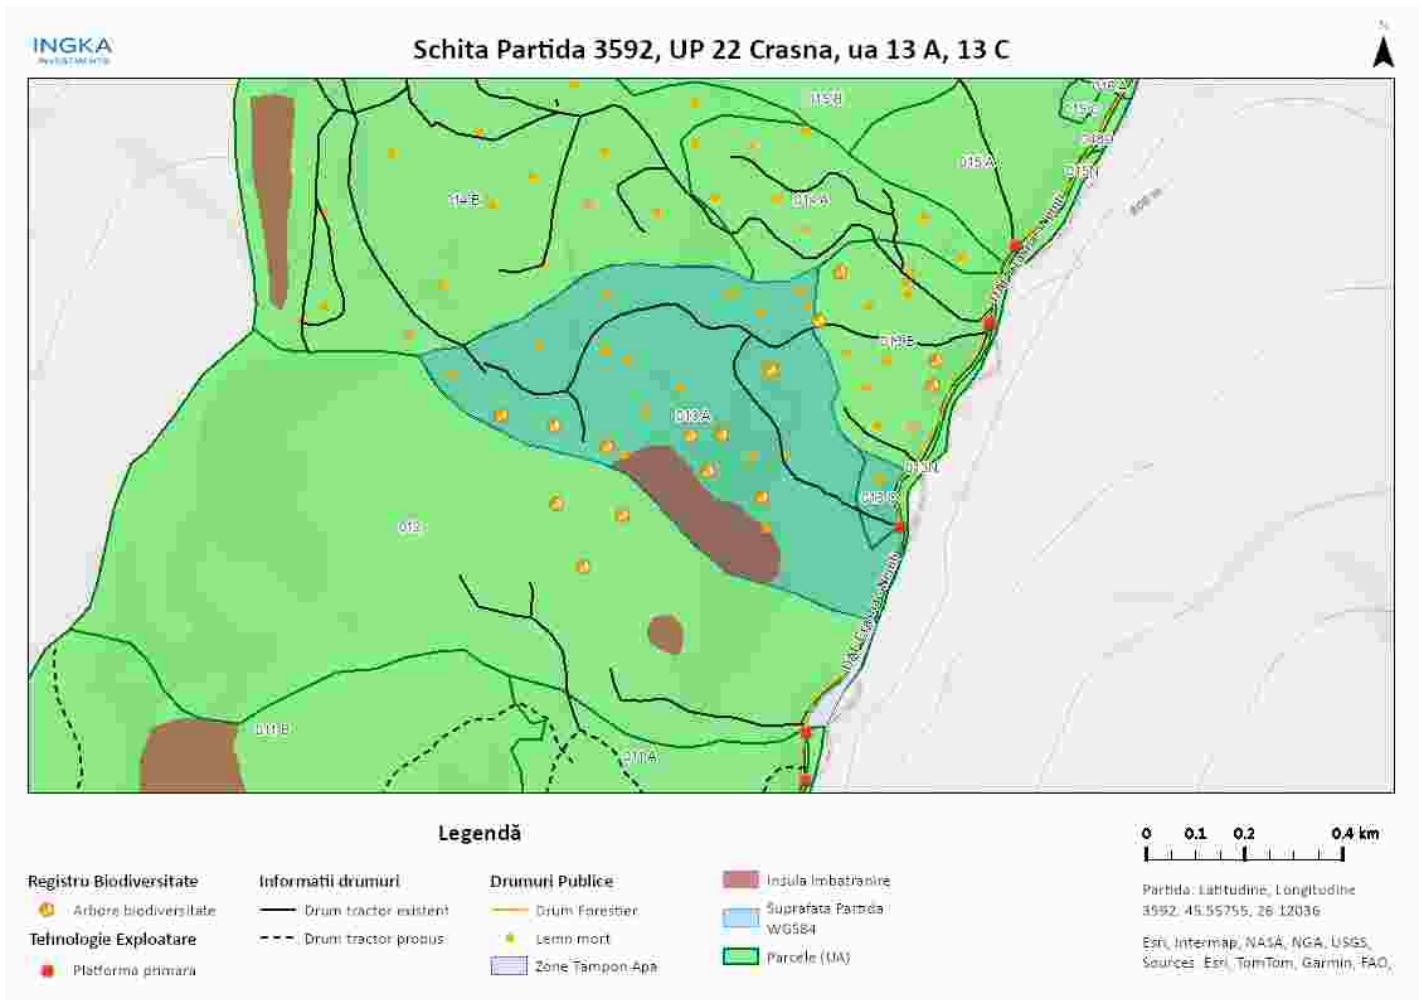 INGKA
INVESTMENTS
Schita Partida 3592, UP 22 Crasna, ua 13 A, 13 C
N
015 B
015 A
015 N
800 m
014 B
014 A
013 B
013 A
013 N
013 C
012
011 B
011 A
Legendă
Registru Biodiversitate
Arbore biodiversitate
Tehnologie Exploatare
Platforma primara
Informatii drumuri
Drum tractor existent
Drum tractor propus
Drumuri Publice
Drum Forestier
Lemn mort
Zone Tampon Apa
Insula Imbatranire
Suprafata Partida
WGS84
Parcele (UA)
0 0.1 0.2 0.4 km
Partida: Latitudine, Longitudine
3592: 45.55755, 26.12036
Esri, Intermap, NASA, NGA, USGS,
Sources: Esri, TomTom, Garmin, FAO,